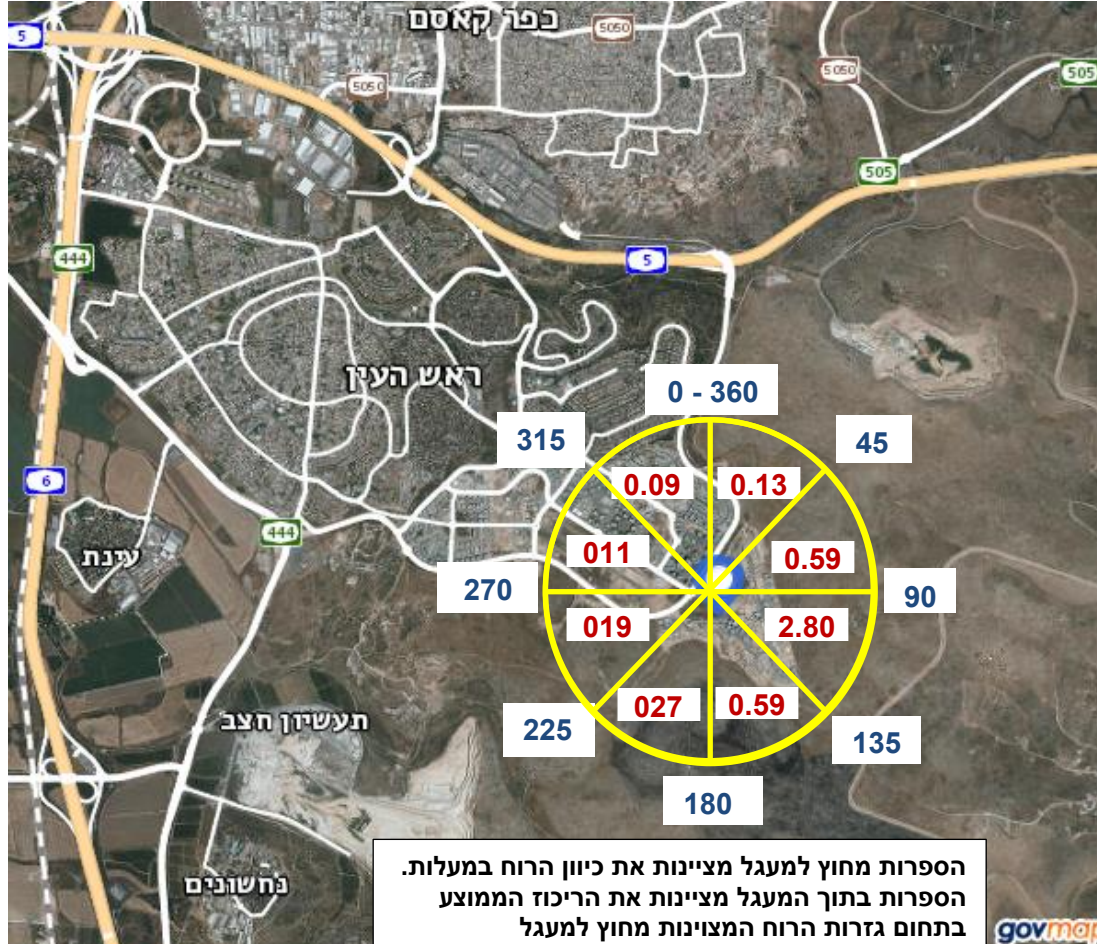 כפר קאסם
5
5050
5050
5050
505
505
444
5
ראש העין
0 - 360
315
45
0.09
0.13
6
444
עינת
011
0.59
270
90
019
2.80
תעשיון חצב
027
0.59
225
135
180
נחשונים
הספרות מחוץ למעגל מציינות את כיוון הרוח במעלות.
הספרות בתוך המעגל מציינות את הריכוז הממוצע
בתחום גזרות הרוח המצוינות מחוץ למעגל
govmap